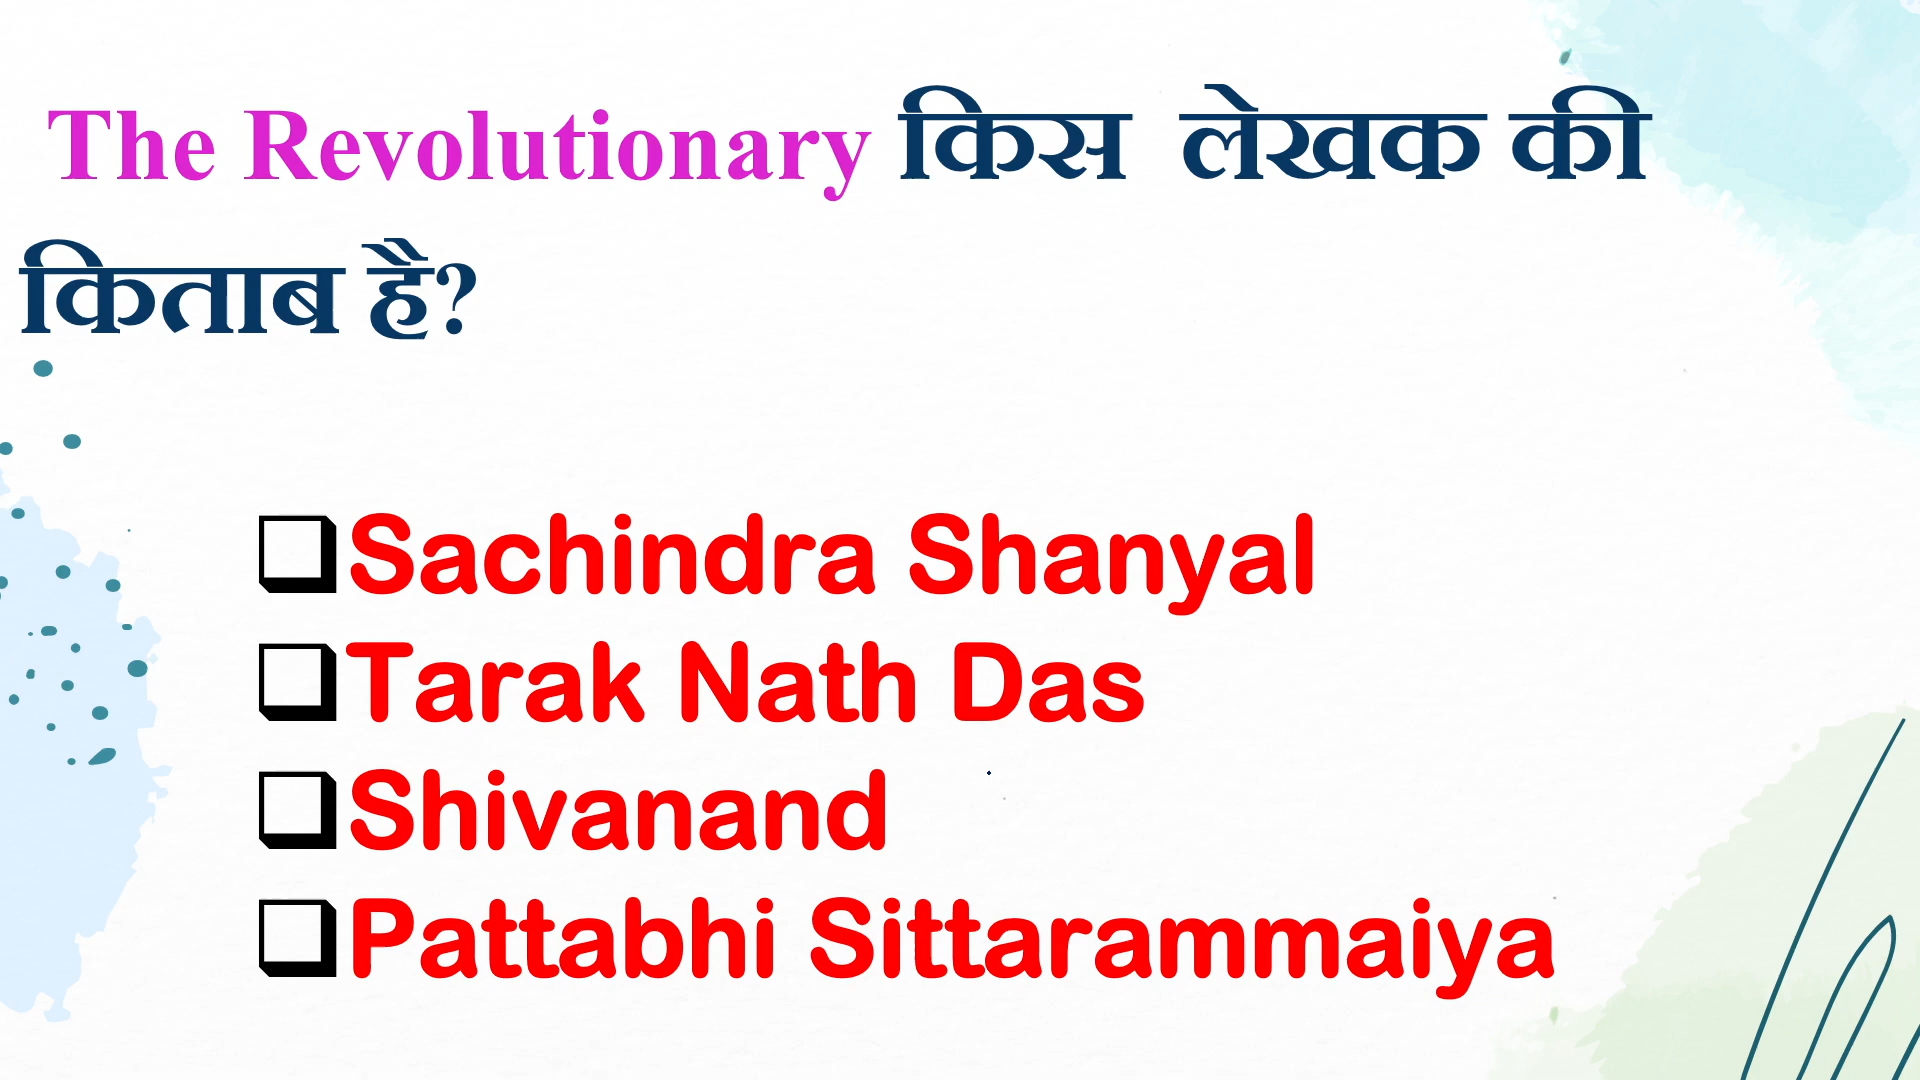 The Revolutionary किस लेखक की
किताब है?
Sachindra Shanyal
Tarak Nath Das
Shivanand
Pattabhi Sittarammaiya